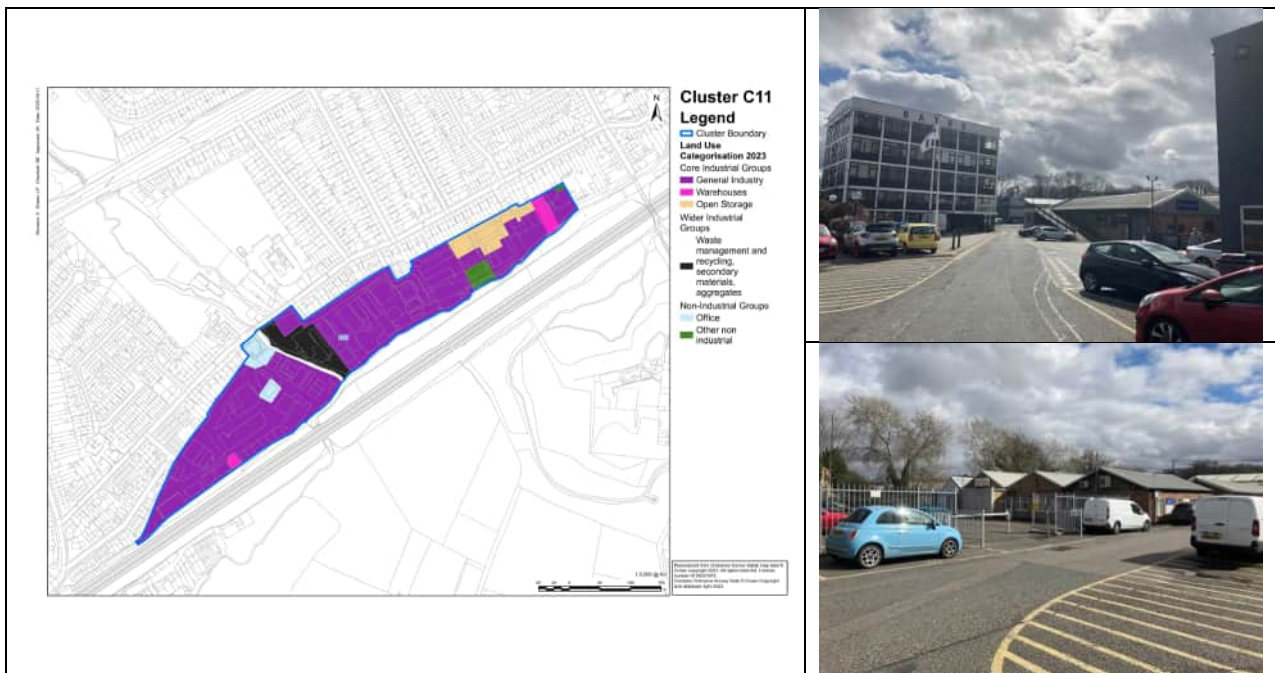 Cluster C11
Legend
Cluster Boundary
Land Use
Categorisation 2023
Core Industrial Groups
General Industry
Warehouses
Open Storage
Wider Industrial
Groups
Waste
management and
recycling,
secondary
materials,
aggregates
Non-Industrial Groups
Office
Other non
industrial
N
BATES